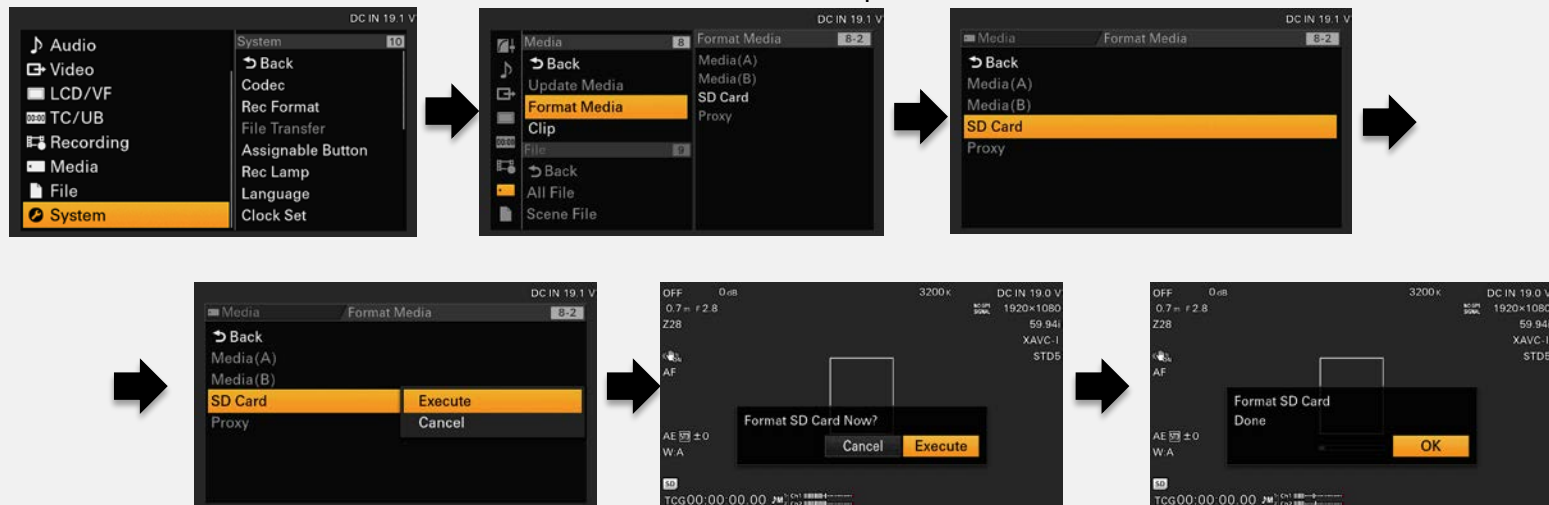 DC IN 19.1 V
Audio
Video
LCD/VF
TC/UB
Recording
Media
File
System
System 10
Back
Codec
Rec Format
File Transfer
Assignable Button
Rec Lamp
Language
Clock Set
DC IN 19.1 V
Media 8
Back
Update Media
Format Media
Clip
File 9
Back
All File
Scene File
Format Media 8-2
Media(A)
Media(B)
SD Card
Proxy
DC IN 19.1 V
Media /Format Media 8-2
Back
Media(A)
Media(B)
SD Card
Proxy
DC IN 19.1 V
Media /Format Media 8-2
Back
Media(A)
Media(B)
SD Card Execute
Proxy Cancel
OFF 0dB 3200K DC IN 19.0 V
0.7m F2.8 NO GPS SIGNAL 1920×1080
Z28 59.94i
XAVC-I
STD5
AF
Format SD Card Now?
AE ±0 Cancel Execute
W:A
SD
TCG00:00:00.00
OFF 0dB 3200K DC IN 19.0 V
0.7m F2.8 NO GPS SIGNAL 1920×1080
Z28 59.94i
XAVC-I
STD5
AF
Format SD Card
Done
AE ±0 OK
W:A
SD
TCG00:00:00.00